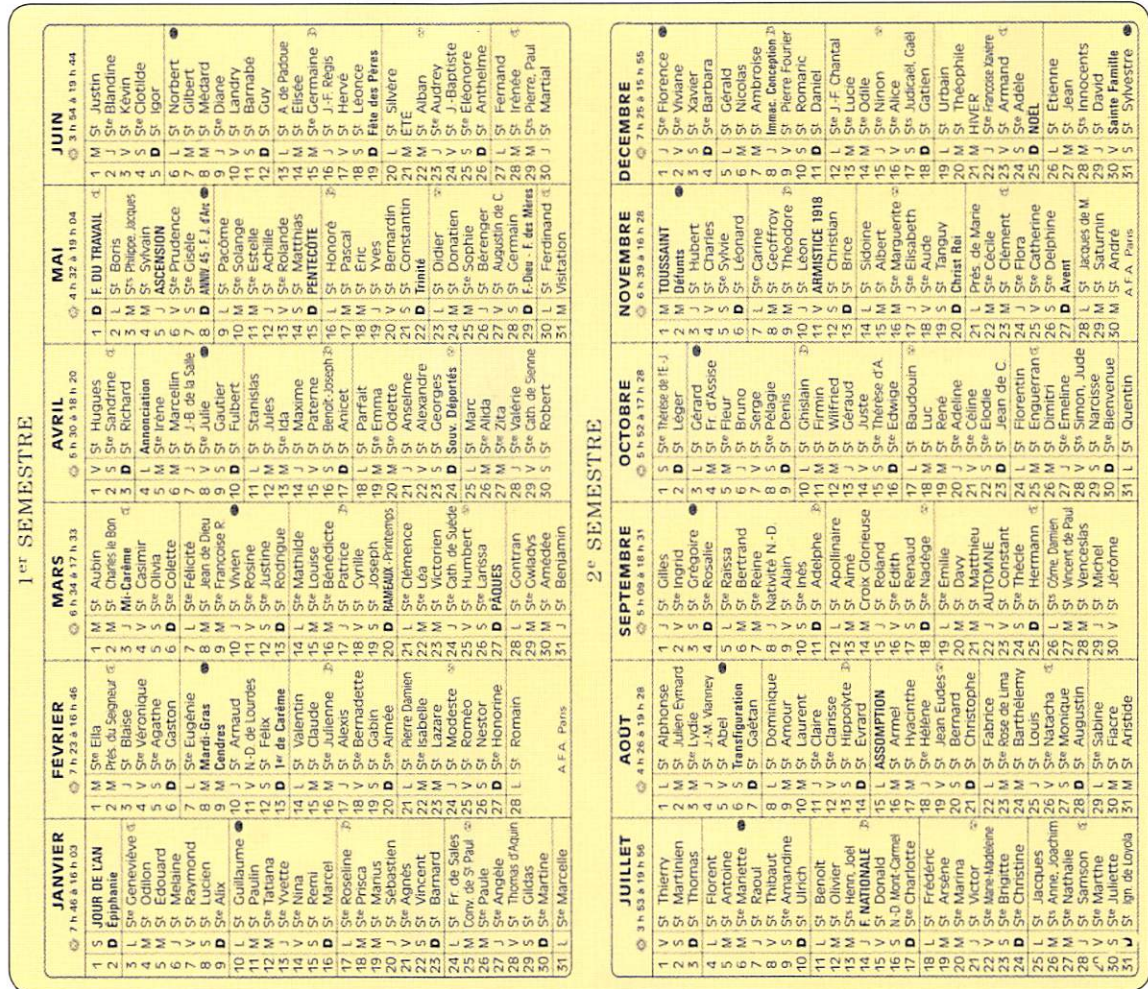 1er SEMESTRE
JANVIER
7 h 46 à 16 h 03
1 S JOUR DE L'AN
2 D Épiphanie
3 L Ste Geneviève
4 M St Odilon
5 M St Edouard
6 J St Melaine
7 V St Raymond
8 S St Lucien
9 D Ste Alix
10 L St Guillaume
11 M St Paulin
12 M Ste Tatiana
13 J Ste Yvette
14 V Ste Nina
15 S St Remi
16 D St Marcel
17 L Ste Roseline
18 M Ste Prisca
19 M St Marius
20 J St Sébastien
21 V Ste Agnès
22 S St Vincent
23 D St Barnard
24 L St Fr de Sales
25 M Conv. de St Paul
26 M Ste Paule
27 J Ste Angèle
28 V St Thomas d'Aquin
29 S St Gildas
30 D Ste Martine
31 L Ste Marcelle
FEVRIER
7 h 23 à 16 h 46
1 M Ste Ella
2 M Prés du Seigneur
3 J St Blaise
4 V Ste Véronique
5 S Ste Agathe
6 D St Gaston
7 L Ste Eugénie
8 M Mardi-Gras
9 M Cendres
10 J St Arnaud
11 V N.-D. de Lourdes
12 S St Félix
13 D 1er de Carême
14 L St Valentin
15 M St Claude
16 M Ste Julienne
17 J St Alexis
18 V Ste Bernadette
19 S St Gabin
20 D Ste Aimée
21 L St Pierre Damien
22 M Ste Isabelle
23 M St Lazare
24 J St Modeste
25 V St Roméo
26 S St Nestor
27 D Ste Honorine
28 L St Romain
A.F.A. Paris
MARS
6 h 34 à 17 h 33
1 M St Aubin
2 M St Charles le Bon
3 J Mi-Carême
4 V St Casimir
5 S Ste Olivia
6 D Ste Colette
7 L Ste Félicité
8 M St Jean de Dieu
9 M Ste Françoise R.
10 J St Vivien
11 V Ste Rosine
12 S Ste Justine
13 D St Rodrigue
14 L Ste Mathilde
15 M Ste Louise
16 M Ste Bénédicte
17 J St Patrice
18 V St Cyrille
19 S St Joseph
20 D RAMEAUX-Printemps
21 L Ste Clémence
22 M Ste Léa
23 M St Victorien
24 J Ste Cath. de Suède
25 V St Humbert
26 S Ste Larissa
27 D PÂQUES
28 L St Gontran
29 M Ste Gwladys
30 M St Amédée
31 J St Benjamin
AVRIL
5 h 30 à 18 h 20
1 V St Hugues
2 S Ste Sandrine
3 D St Richard
4 L Annonciation
5 M Ste Irène
6 M St Marcellin
7 J St J.-B. de la Salle
8 V Ste Julie
9 S St Gautier
10 D St Fulbert
11 L St Stanislas
12 M St Jules
13 M Ste Ida
14 J St Maxime
15 V St Paterne
16 S St Benoît-Joseph
17 D St Anicet
18 L St Parfait
19 M Ste Emma
20 M Ste Odette
21 J St Anselme
22 V St Alexandre
23 S St Georges
24 D Souv. Déportés
25 L St Marc
26 M Ste Alida
27 M Ste Zita
28 J Ste Valérie
29 V Ste Cath de Sienne
30 S St Robert
MAI
4 h 32 à 19 h 04
1 D F. DU TRAVAIL
2 L St Boris
3 M Sts Philippe, Jacques
4 M St Sylvain
5 J ASCENSION
6 V Ste Prudence
7 S Ste Gisèle
8 D ANNIV. 45 - F. J. d'Arc
9 L St Pacôme
10 M Ste Solange
11 M Ste Estelle
12 J St Achille
13 V Ste Rolande
14 S St Matthias
15 D PENTECÔTE
16 L St Honoré
17 M St Pascal
18 M St Eric
19 J St Yves
20 V St Bernardin
21 S St Constantin
22 D Trinité
23 L St Didier
24 M St Donatien
25 M Ste Sophie
26 J St Bérenger
27 V St Augustin de C.
28 S St Germain
29 D F.-Dieu - F. des Mères
30 L St Ferdinand
31 M Visitation
JUIN
3 h 54 à 19 h 44
1 M St Justin
2 J Ste Blandine
3 V St Kévin
4 S Ste Clotilde
5 D St Igor
6 L St Norbert
7 M St Gilbert
8 M St Médard
9 J Ste Diane
10 V St Landry
11 S St Barnabé
12 D St Guy
13 L St A. de Padoue
14 M St Elisée
15 M Ste Germaine
16 J St J.-F. Régis
17 V St Hervé
18 S St Léonce
19 D Fête des Pères
20 L St Silvère
21 M ÉTÉ
22 M St Alban
23 J Ste Audrey
24 V St J.-Baptiste
25 S Ste Eléonore
26 D St Anthelme
27 L St Fernand
28 M St Irénée
29 M Sts Pierre, Paul
30 J St Martial
2e SEMESTRE
JUILLET
3 h 53 à 19 h 56
1 V St Thierry
2 S St Martinien
3 D St Thomas
4 L St Florent
5 M St Antoine
6 M Ste Mariette
7 J St Raoul
8 V St Thibaut
9 S Ste Amandine
10 D St Ulrich
11 L St Benoît
12 M St Olivier
13 M Sts Henri, Joël
14 J F. NATIONALE
15 V St Donald
16 S N.-D Mont-Carmel
17 D Ste Charlotte
18 L St Frédéric
19 M St Arsène
20 M Ste Marina
21 J St Victor
22 V Ste Marie-Madeleine
23 S Ste Brigitte
24 D Ste Christine
25 L St Jacques
26 M Sts Anne, Joachim
27 M Ste Nathalie
28 J St Samson
29 V Ste Marthe
30 S Ste Juliette
31 D St Ign. de Loyola
AOUT
4 h 26 à 19 h 28
1 L St Alphonse
2 M St Julien Eymard
3 M Ste Lydie
4 J St J.-M. Vianney
5 V St Abel
6 S Transfiguration
7 D St Gaétan
8 L St Dominique
9 M St Amour
10 M St Laurent
11 J Ste Claire
12 V Ste Clarisse
13 S St Hippolyte
14 D St Evrard
15 L ASSOMPTION
16 M St Armel
17 M St Hyacinthe
18 J Ste Hélène
19 V St Jean Eudes
20 S St Bernard
21 D St Christophe
22 L St Fabrice
23 M Ste Rose de Lima
24 M St Barthélemy
25 J St Louis
26 V Ste Natacha
27 S Ste Monique
28 D St Augustin
29 L Ste Sabine
30 M St Fiacre
31 M St Aristide
SEPTEMBRE
5 h 09 à 18 h 31
1 J St Gilles
2 V Ste Ingrid
3 S St Grégoire
4 D Ste Rosalie
5 L Ste Raïssa
6 M St Bertrand
7 M Ste Reine
8 J Nativité N.-D.
9 V St Alain
10 S Ste Inès
11 D St Adelphe
12 L St Apollinaire
13 M St Aimé
14 M Croix Glorieuse
15 J St Roland
16 V Ste Edith
17 S St Renaud
18 D Ste Nadège
19 L Ste Emilie
20 M St Davy
21 M St Matthieu
22 J AUTOMNE
23 V St Constant
24 S Ste Thècle
25 D St Hermann
26 L Sts Côme, Damien
27 M St Vincent de Paul
28 M St Venceslas
29 J St Michel
30 V St Jérôme
OCTOBRE
5 h 52 à 17 h 28
1 S Ste Thérèse de l'E.-J.
2 D St Léger
3 L St Gérard
4 M St Fr. d'Assise
5 M Ste Fleur
6 J St Bruno
7 V St Serge
8 S Ste Pélagie
9 D St Denis
10 L St Ghislain
11 M St Firmin
12 M St Wilfried
13 J St Géraud
14 V St Juste
15 S Ste Thérèse d'A.
16 D Ste Edwige
17 L St Baudouin
18 M St Luc
19 M St René
20 J Ste Adeline
21 V Ste Céline
22 S Ste Elodie
23 D St Jean de C.
24 L St Florentin
25 M St Enguerran
26 M St Dimitri
27 J Ste Emeline
28 V Sts Simon, Jude
29 S St Narcisse
30 D Ste Bienvenue
31 L St Quentin
NOVEMBRE
6 h 39 à 16 h 28
1 M TOUSSAINT
2 M Défunts
3 J St Hubert
4 V St Charles
5 S Ste Sylvie
6 D St Léonard
7 L Ste Carine
8 M St Geoffroy
9 M St Théodore
10 J St Léon
11 V ARMISTICE 1918
12 S St Christian
13 D St Brice
14 L St Sidoine
15 M St Albert
16 M Ste Marguerite
17 J Ste Elisabeth
18 V Ste Aude
19 S St Tanguy
20 D Christ Roi
21 L Prés. de Marie
22 M Ste Cécile
23 M St Clément
24 J Ste Flora
25 V Ste Catherine
26 S Ste Delphine
27 D Avent
28 L St Jacques de M.
29 M St Saturnin
30 M St André
A.F.A. Paris
DECEMBRE
7 h 25 à 15 h 55
1 J Ste Florence
2 V Ste Viviane
3 S St Xavier
4 D Ste Barbara
5 L St Gérald
6 M St Nicolas
7 M St Ambroise
8 J Immac. Conception
9 V St Pierre Fourier
10 S St Romaric
11 D St Daniel
12 L Ste J.-F. Chantal
13 M Ste Lucie
14 M Ste Odile
15 J Ste Ninon
16 V Ste Alice
17 S St Judicaël, Gaël
18 D St Gatien
19 L St Urbain
20 M St Théophile
21 M HIVER
22 J Ste Françoise Xavière
23 V St Armand
24 S Ste Adèle
25 D NOËL
26 L St Etienne
27 M St Jean
28 M Sts Innocents
29 J St David
30 V Sainte Famille
31 S St Sylvestre